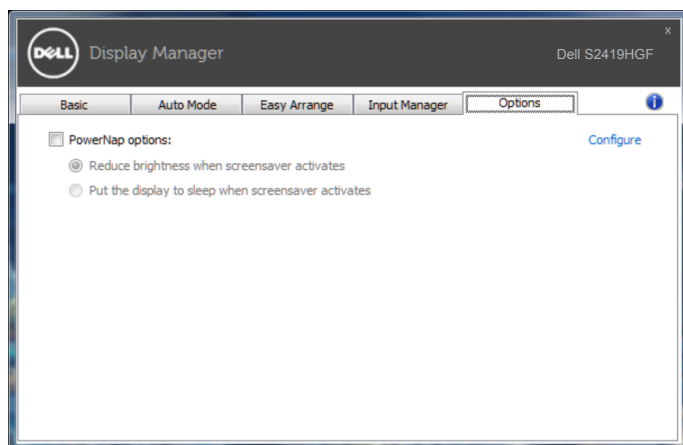 DELL
Display Manager
x
Dell S2419HGF
Basic
Auto Mode
Easy Arrange
Input Manager
Options
i
PowerNap options:
Configure
Reduce brightness when screensaver activates
Put the display to sleep when screensaver activates